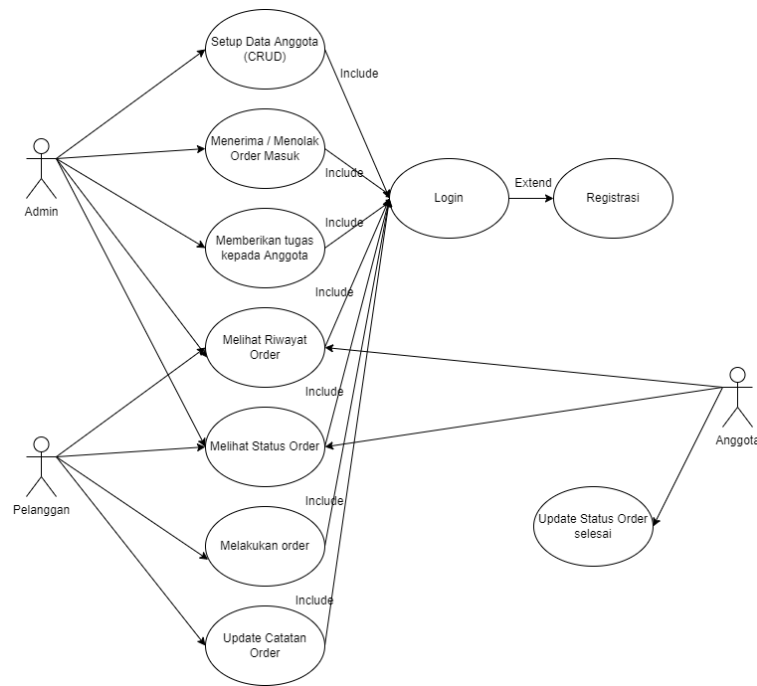 Setup Data Anggota
(CRUD)
Include
Menerima / Menolak
Order Masuk
Include
Admin
Login
Extend
Registrasi
Include
Memberikan tugas
kepada Anggota
Include
Melihat Riwayat
Order
Include
Melihat Status Order
Anggota
Pelanggan
Include
Update Status Order
selesai
Melakukan order
Include
Update Catatan
Order